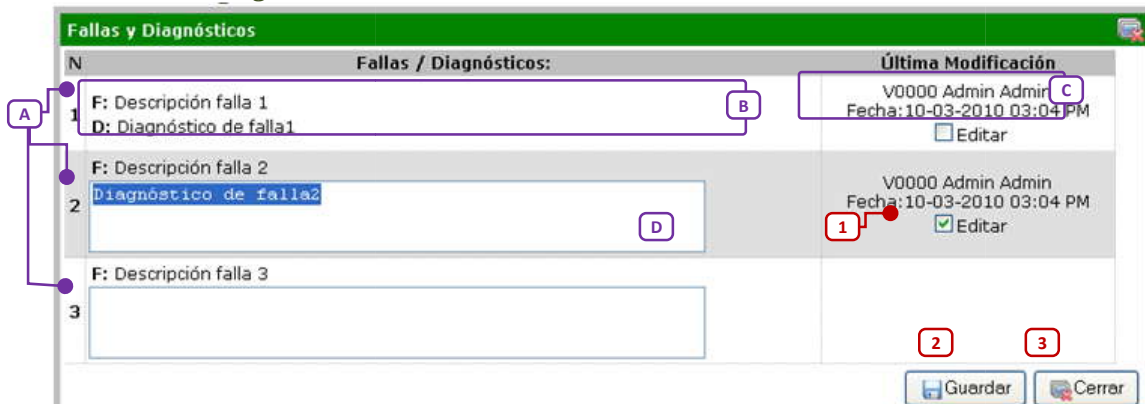 Fallas y Diagnósticos
N Fallas / Diagnósticos: Última Modificación
A
1
F: Descripción falla 1
D: Diagnóstico de falla1
B
V0000 Admin Admin
C
Fecha:10-03-2010 03:04 PM
Editar
2
F: Descripción falla 2
Diagnóstico de falla2
D
V0000 Admin Admin
Fecha:10-03-2010 03:04 PM
1
Editar
3
F: Descripción falla 3
2
3
Guardar
Cerrar